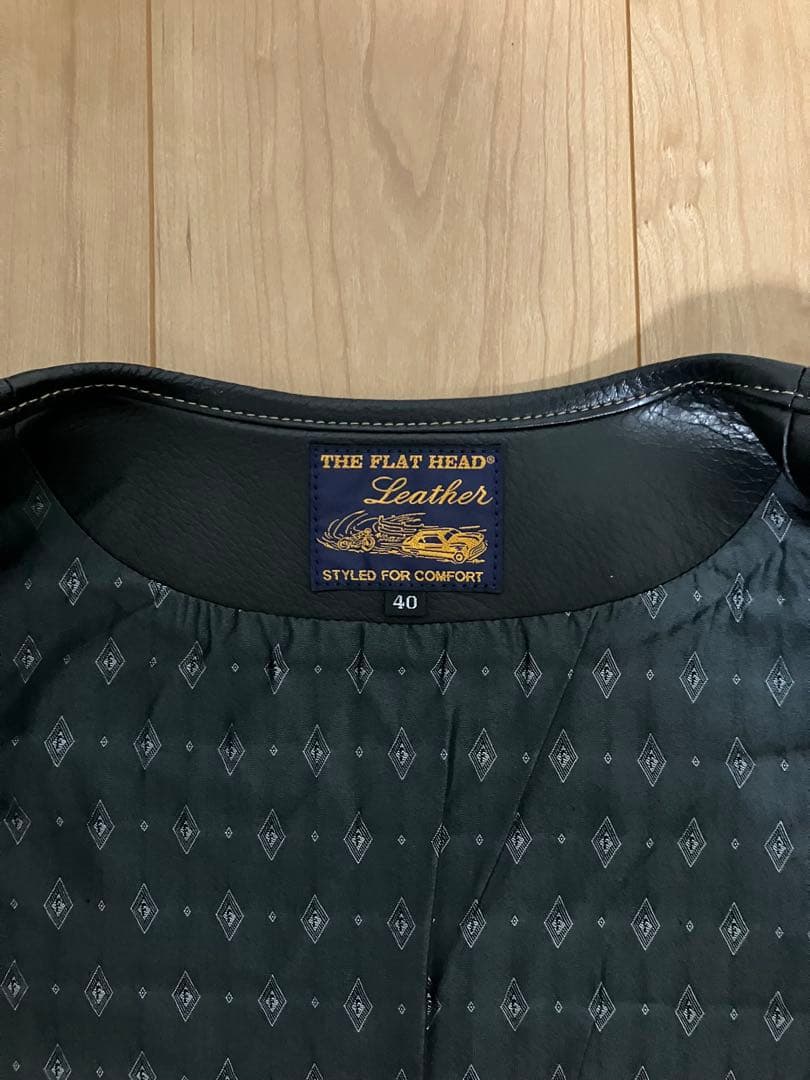 THE FLAT HEAD®
Leather
STYLED FOR COMFORT
40